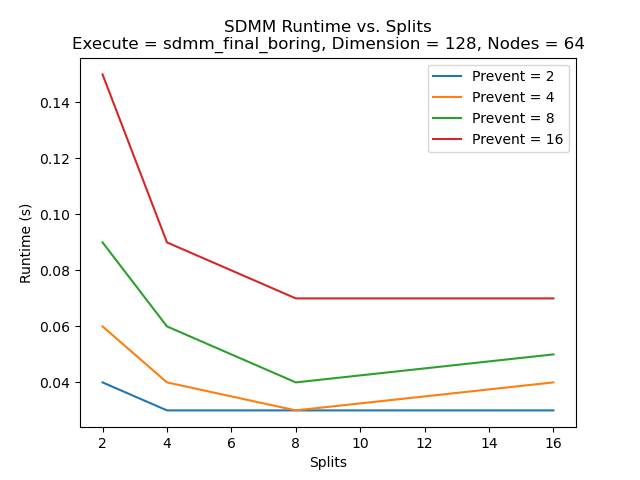 SDMM Runtime vs. Splits
Execute = sdmm_final_boring, Dimension = 128, Nodes = 64
Prevent = 2
Prevent = 4
Prevent = 8
Prevent = 16
Runtime (s)
0.14
0.12
0.10
0.08
0.06
0.04
2 4 6 8 10 12 14 16
Splits